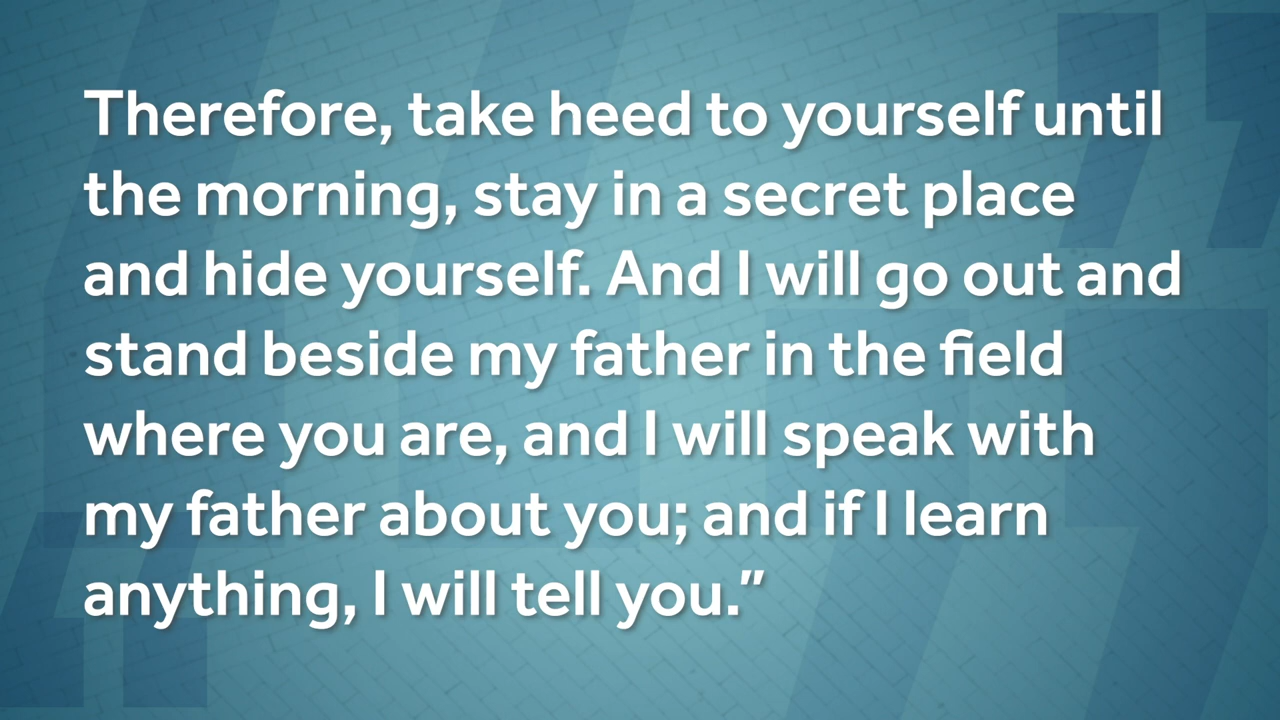 Therefore, take heed to yourself until
the morning, stay in a secret place
and hide yourself. And I will go out and
stand beside my father in the field
where you are, and I will speak with
my father about you; and if I learn
anything, I will tell you.”